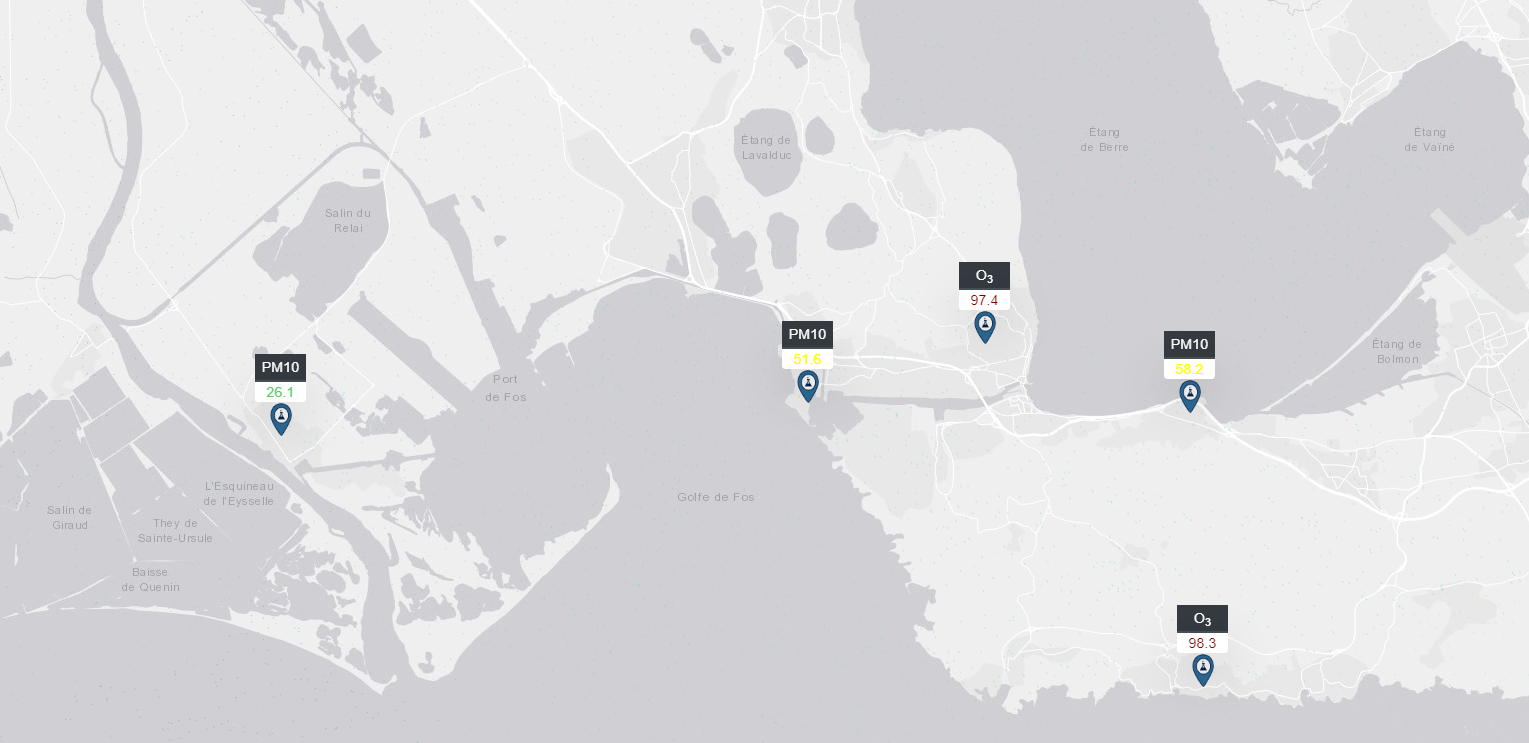 Étang
de Berre
Étang
de Vaïné
Étang de
Lavalduc
Salin du
Relai
O3
97.4
PM10
51.6
PM10
58.2
Étang de
Bolmon
PM10
26.1
Port
de Fos
L'Esquineau
de l'Eysselle
Golfe de Fos
Salin de
Giraud
They de
Sainte-Ursule
Baisse
de Quenin
O3
98.3